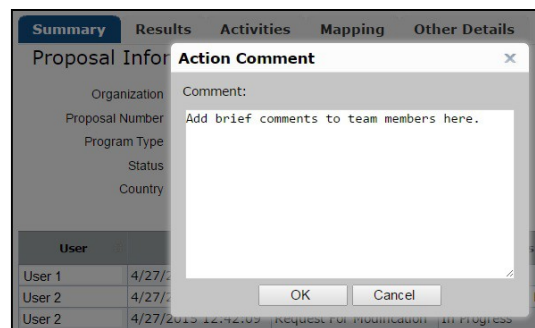 Summary Results Activities Mapping Other Details
Proposal Infor
Action Comment
Organization
Comment:
Proposal Number
Add brief comments to team members here.
Program Type
Status
Country
User
User 1 4/27/2
User 2 4/27/2
OK Cancel
User 2 4/27/2015 12:42:09 Request For Modification In Progress